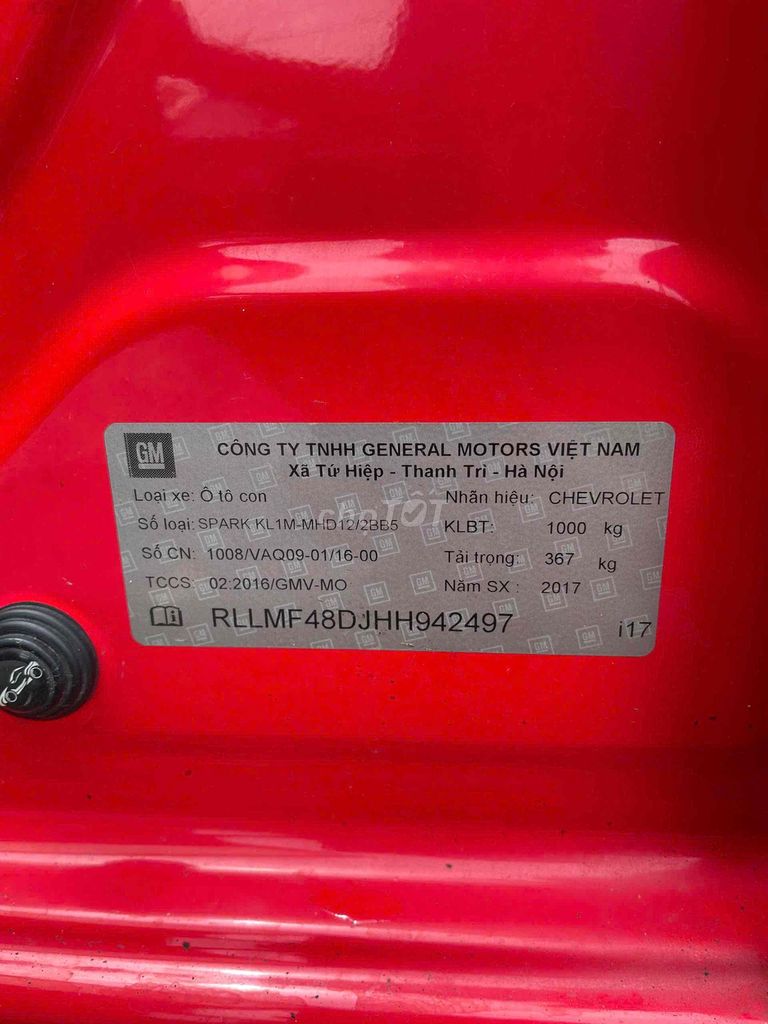 GM
CÔNG TY TNHH GENERAL MOTORS VIỆT NAM
Xã Tứ Hiệp - Thanh Trì - Hà Nội
Loại xe: Ô tô con Nhãn hiệu: CHEVROLET
Số loại: SPARK KL1M-MHD12/2BB5 KLBT: 1000 kg
chợTỐT
Số CN: 1008/VAQ09-01/16-00 Tải trọng: 367 kg
TCCS: 02:2016/GMV-MO Năm SX : 2017
RLLMF48DJHH942497 i17